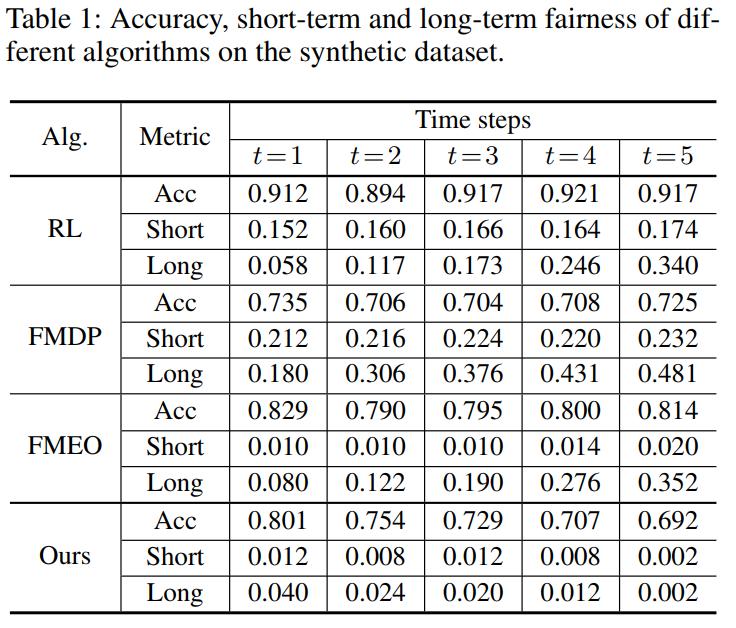 Table 1: Accuracy, short-term and long-term fairness of dif-
ferent algorithms on the synthetic dataset.
Alg. Metric Time steps
t=1 t=2 t=3 t=4 t=5
RL Acc 0.912 0.894 0.917 0.921 0.917
Short 0.152 0.160 0.166 0.164 0.174
Long 0.058 0.117 0.173 0.246 0.340
FMDP Acc 0.735 0.706 0.704 0.708 0.725
Short 0.212 0.216 0.224 0.220 0.232
Long 0.180 0.306 0.376 0.431 0.481
FMEO Acc 0.829 0.790 0.795 0.800 0.814
Short 0.010 0.010 0.010 0.014 0.020
Long 0.080 0.122 0.190 0.276 0.352
Ours Acc 0.801 0.754 0.729 0.707 0.692
Short 0.012 0.008 0.012 0.008 0.002
Long 0.040 0.024 0.020 0.012 0.002